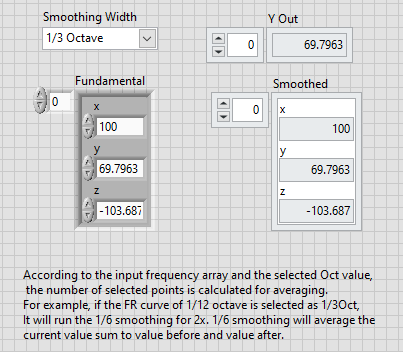 Smoothing Width
1/3 Octave
Y Out
0
69.7963
Fundamental
0
x
100
y
69.7963
z
-103.687
Smoothed
0
x
100
y
69.7963
z
-103.687
According to the input frequency array and the selected Oct value,
the number of selected points is calculated for averaging.
For example, if the FR curve of 1/12 octave is selected as 1/3Oct,
It will run the 1/6 smoothing for 2x. 1/6 smoothing will average the
current value sum to value before and value after.